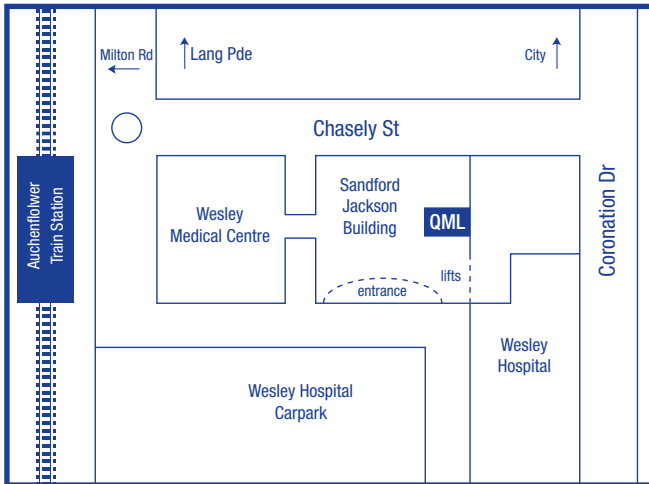 Milton Rd
Lang Pde
City
Chasely St
Auchenflolwer
Train Station
Wesley
Medical Centre
Sandford
Jackson
Building
QML
Coronation Dr
lifts
entrance
Wesley
Hospital
Wesley Hospital
Carpark